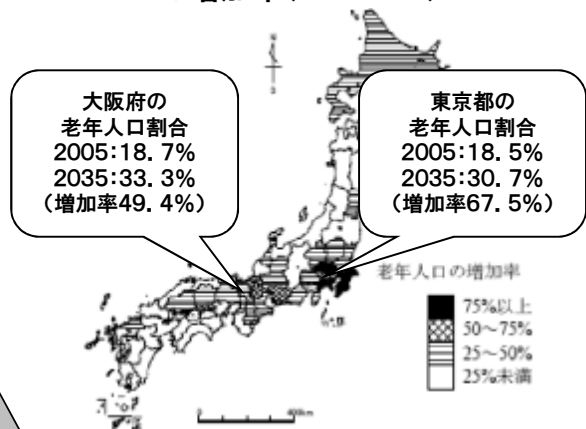 大阪府の
老年人口割合
2005:18．7%
2035:33．3%
（増加率49．4%）
東京都の
老年人口割合
2005:18．5%
2035:30．7%
（増加率67．5%）
老年人口の増加率
75%以上
50〜75%
25〜50%
25%未満
0 400km